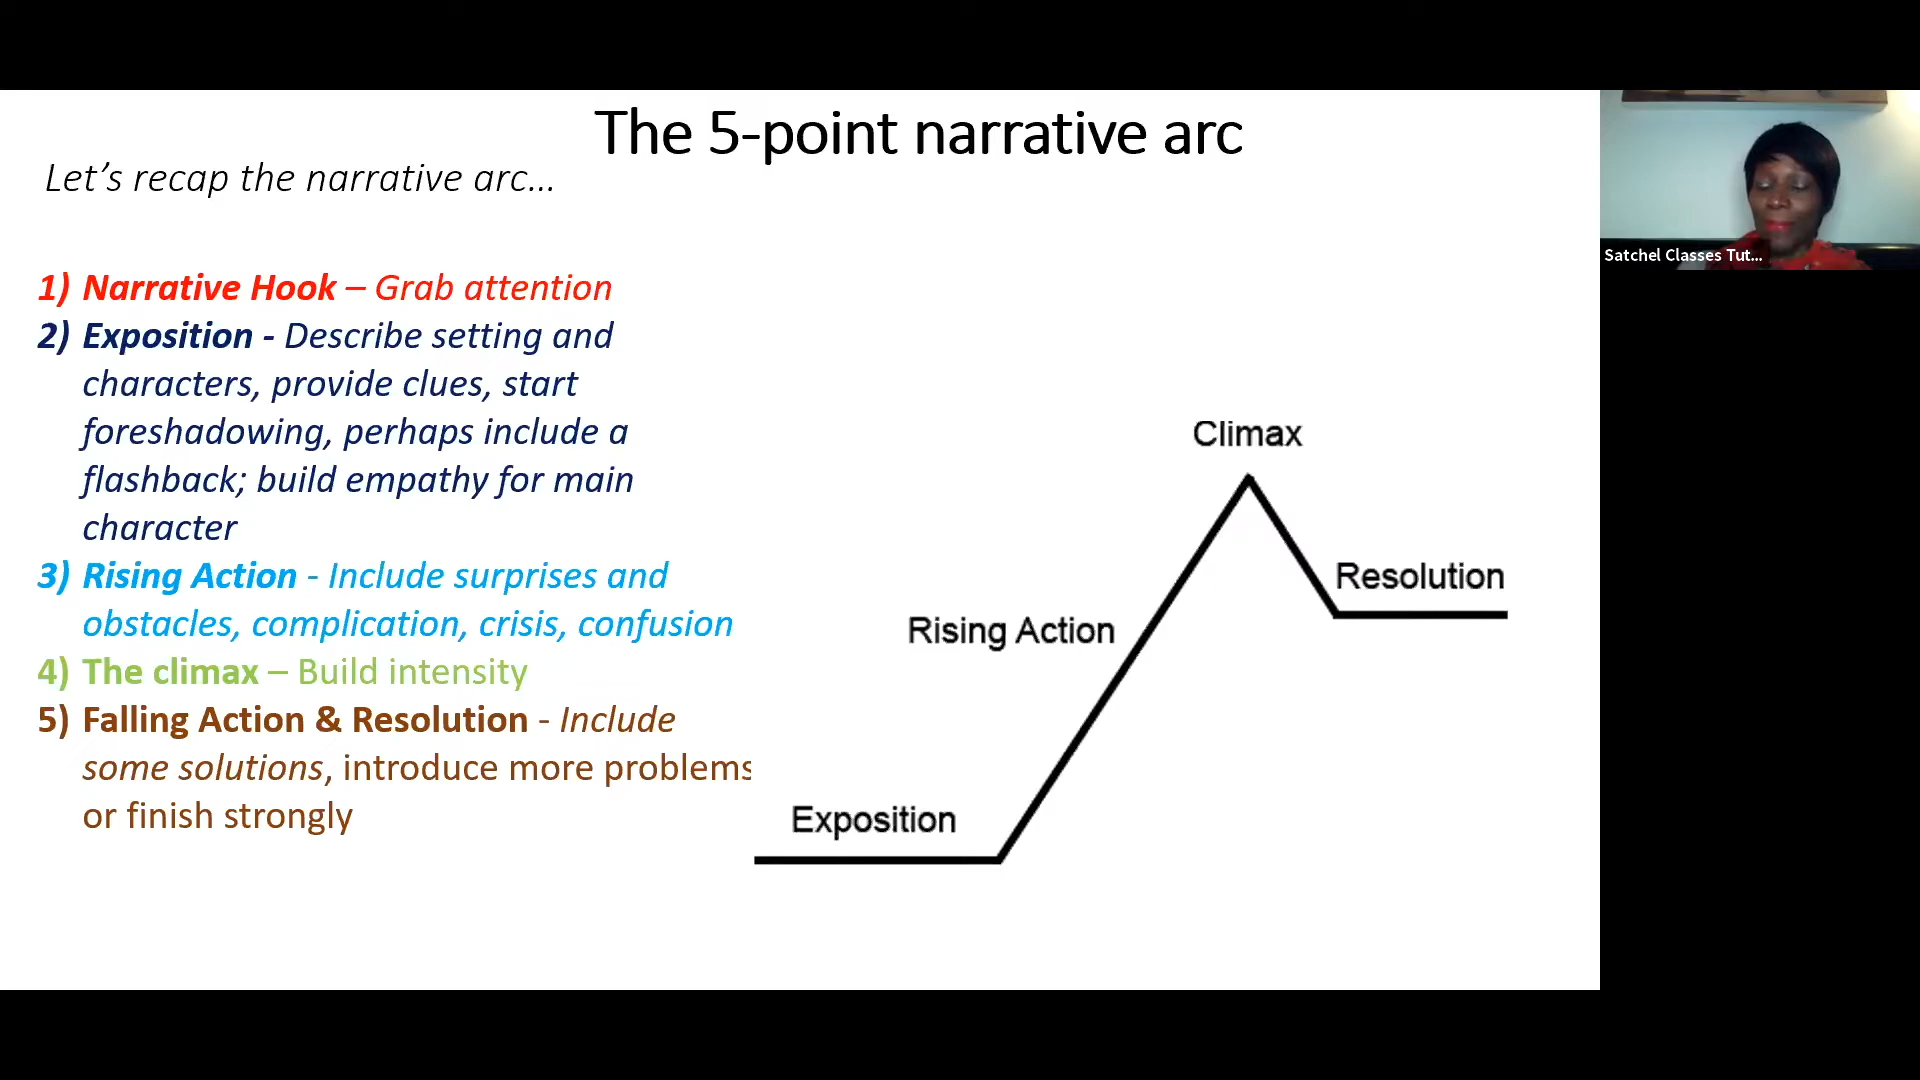 The 5-point narrative arc
Let’s recap the narrative arc...
1) Narrative Hook – Grab attention
2) Exposition - Describe setting and
characters, provide clues, start
foreshadowing, perhaps include a
flashback; build empathy for main
character
3) Rising Action - Include surprises and
obstacles, complication, crisis, confusion
4) The climax – Build intensity
5) Falling Action & Resolution - Include
some solutions, introduce more problems
or finish strongly
Climax
Resolution
Rising Action
Exposition
Satchel Classes Tut...